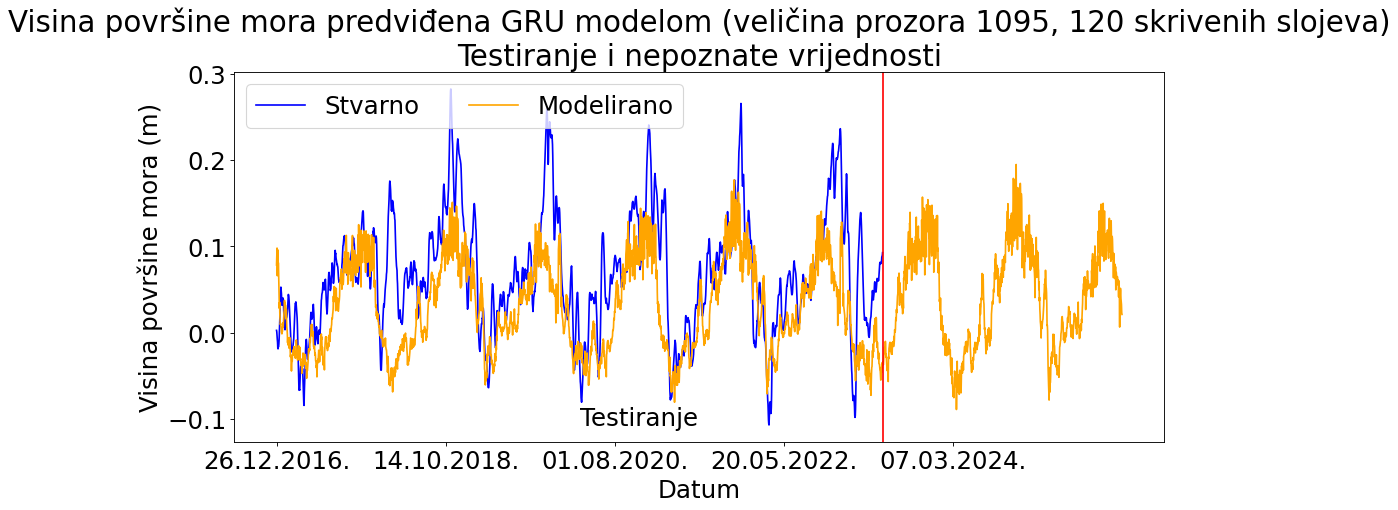 Visina površine mora predviđena GRU modelom (veličina prozora 1095, 120 skrivenih slojeva)
Testiranje i nepoznate vrijednosti
Stvarno
Modelirano
Visina površine mora (m)
0.3
0.2
0.1
0.0
−0.1
Testiranje
26.12.2016.
14.10.2018.
01.08.2020.
20.05.2022.
07.03.2024.
Datum